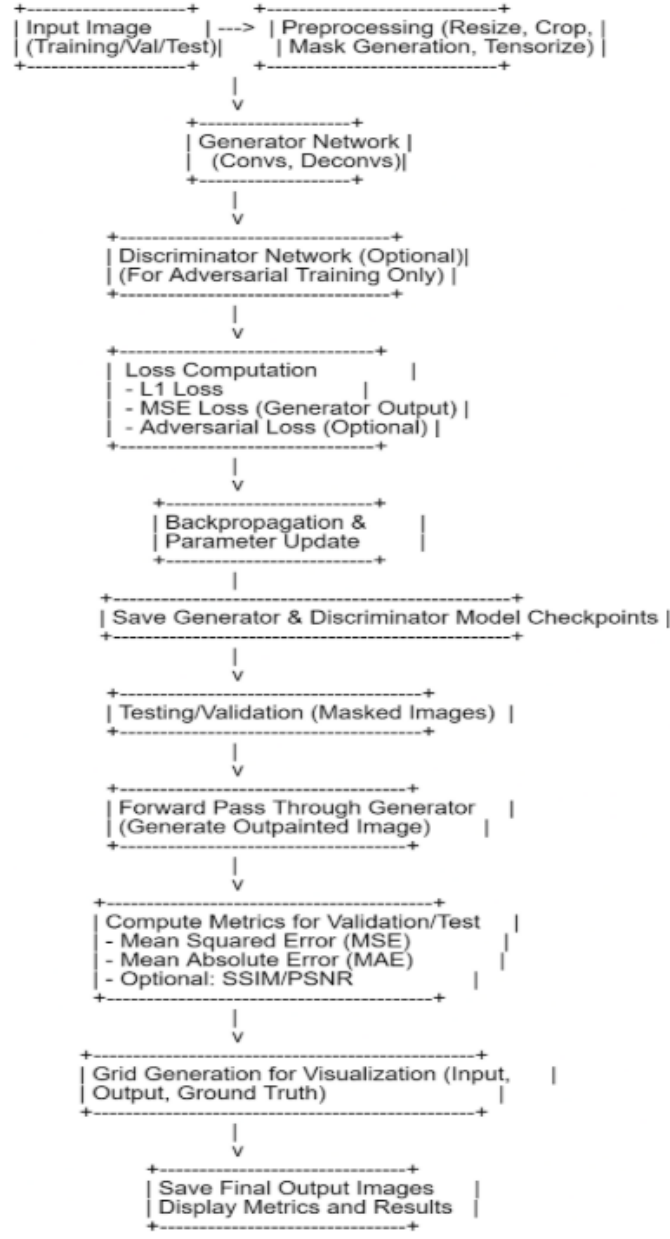 Input Image ---> Preprocessing (Resize, Crop,
(Training/Val/Test) Mask Generation, Tensorize)
Generator Network
(Convs, Deconvs)
Discriminator Network (Optional)
(For Adversarial Training Only)
Loss Computation
- L1 Loss
- MSE Loss (Generator Output)
- Adversarial Loss (Optional)
Backpropagation &
Parameter Update
Save Generator & Discriminator Model Checkpoints
Testing/Validation (Masked Images)
Forward Pass Through Generator
(Generate Outpainted Image)
Compute Metrics for Validation/Test
- Mean Squared Error (MSE)
- Mean Absolute Error (MAE)
- Optional: SSIM/PSNR
Grid Generation for Visualization (Input,
Output, Ground Truth)
Save Final Output Images
Display Metrics and Results